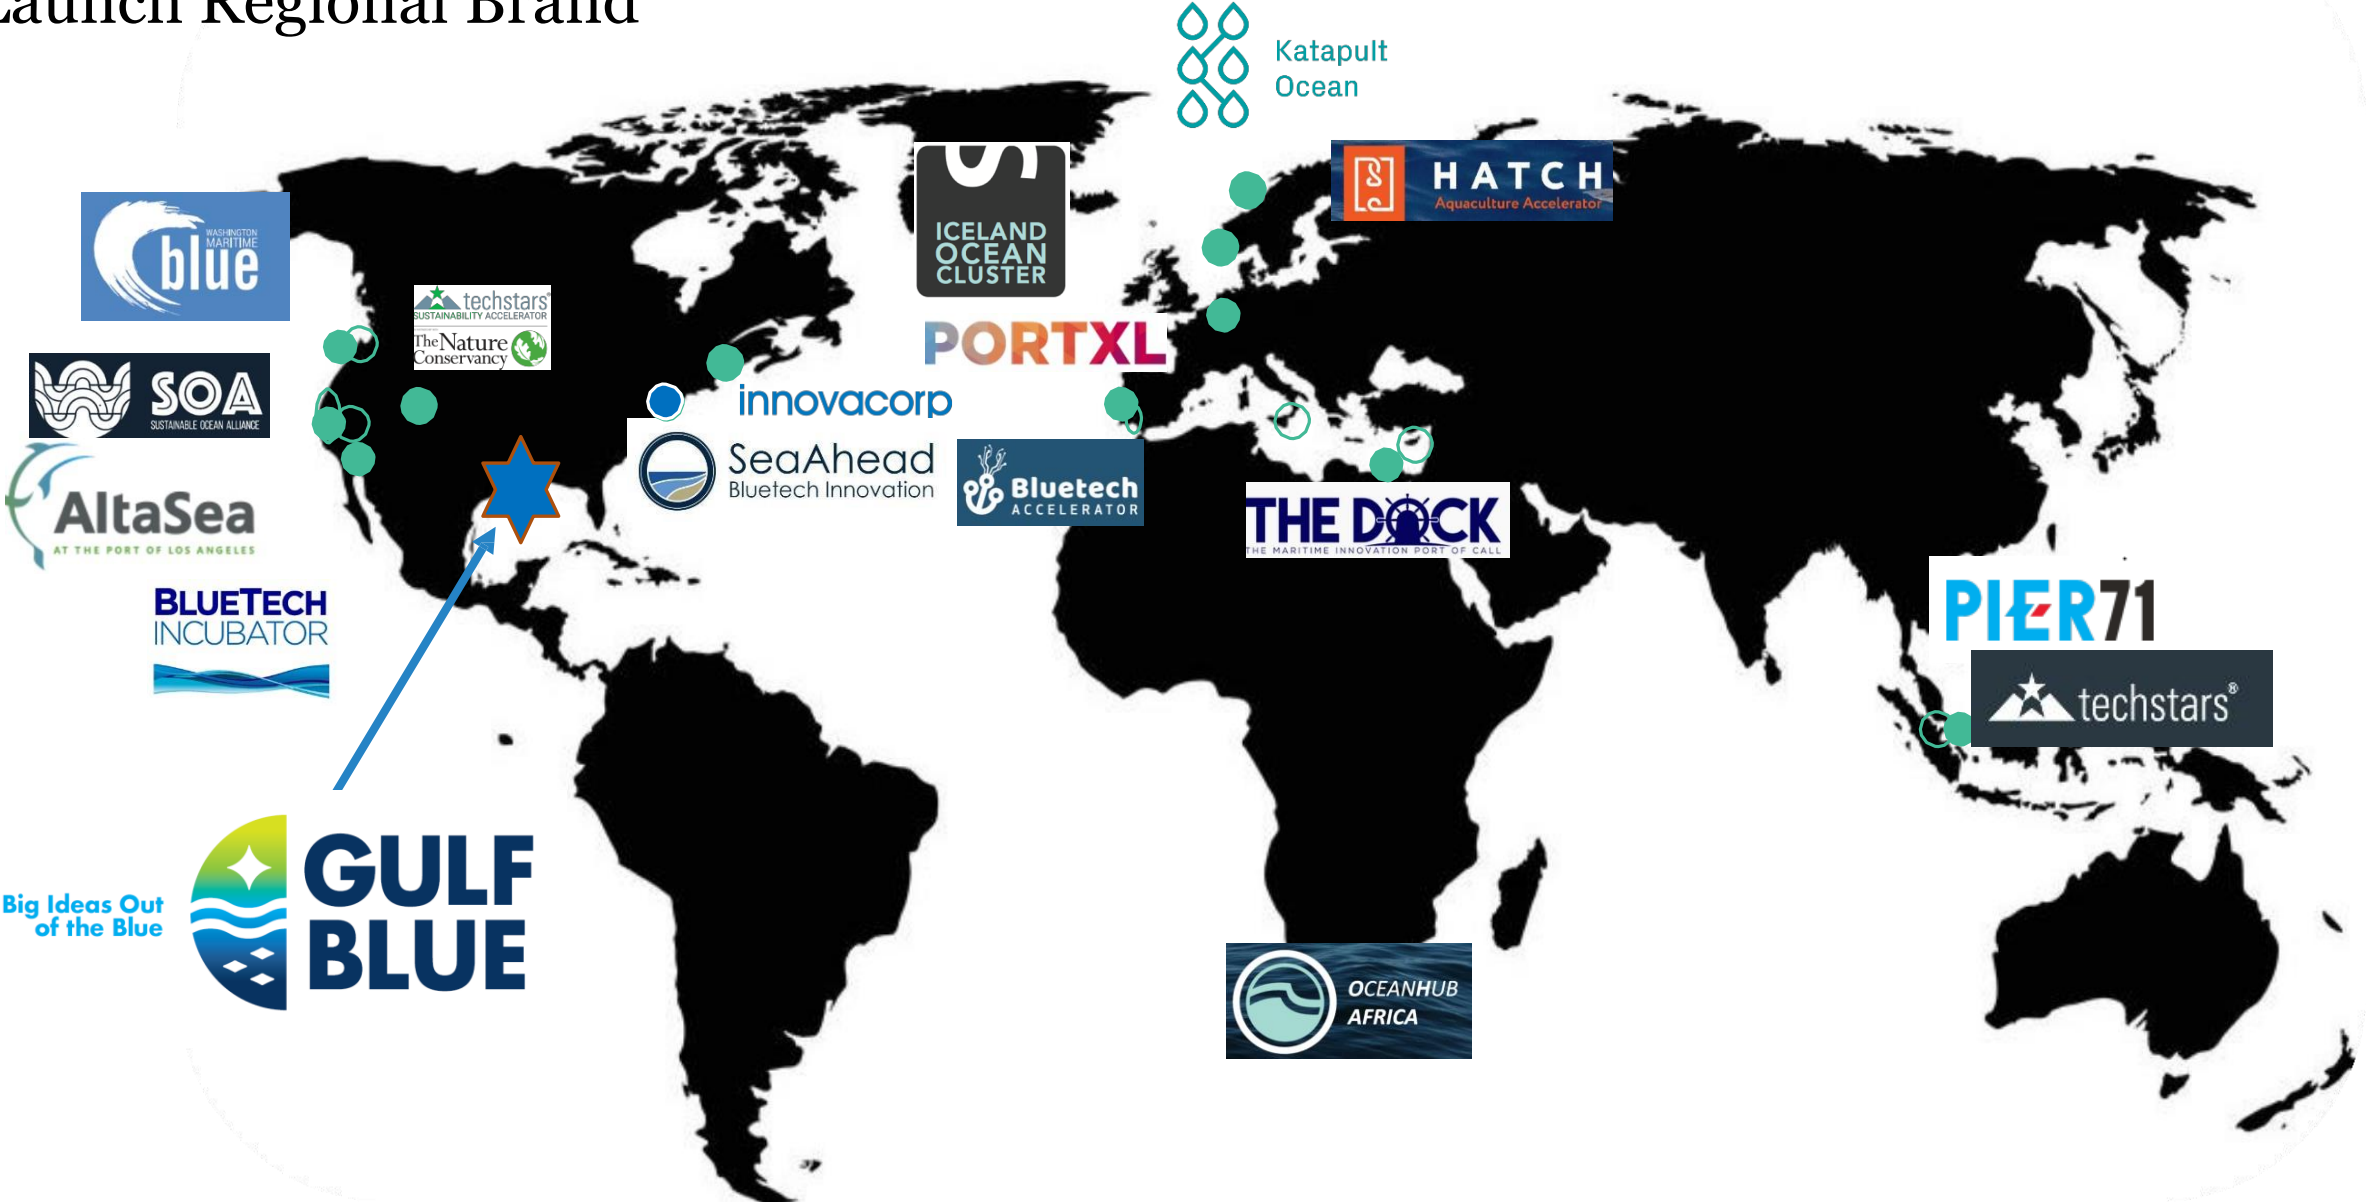 Launch Regional Brand
Katapult
Ocean
HATCH
Aquaculture Accelerator
WASHINGTON
MARITIME
blue
ICELAND
OCEAN
CLUSTER
techstars
SUSTAINABILITY ACCELERATOR
The Nature
Conservancy
PORTXL
SOA
SUSTAINABLE OCEAN ALLIANCE
innovacorp
SeaAhead
Bluetech Innovation
Bluetech
ACCELERATOR
AltaSea
AT THE PORT OF LOS ANGELES
THE DOCK
THE MARITIME INNOVATION PORT OF CALL
BLUETECH
INCUBATOR
PIER71
techstars®
Big Ideas Out
of the Blue
GULF
BLUE
OCEANHUB
AFRICA